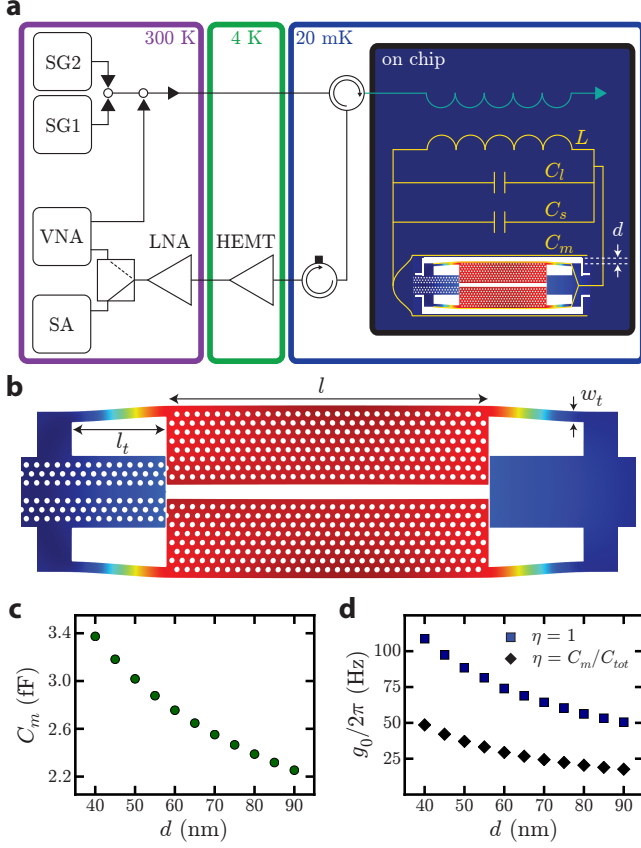 a
300 K
4 K
20 mK
SG2
SG1
VNA
SA
LNA
HEMT
on chip
L
C_l
C_s
C_m
d
b
l
w_t
l_t
c
3.4
3.0
2.6
2.2
C_m (fF)
40 50 60 70 80 90
d (nm)
d
η = 1
η = C_m/C_tot
100
75
50
25
g_0/2π (Hz)
40 50 60 70 80 90
d (nm)